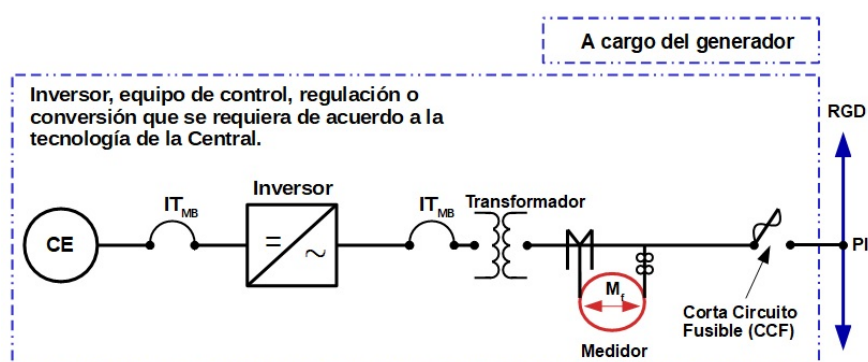 A cargo del generador
Inversor, equipo de control, regulación o
conversión que se requiera de acuerdo a la
tecnología de la Central.
RGD
IT MB
Inversor
IT MB
Transformador
CE
=
~
PI
Mf
Corta Circuito
Fusible (CCF)
Medidor